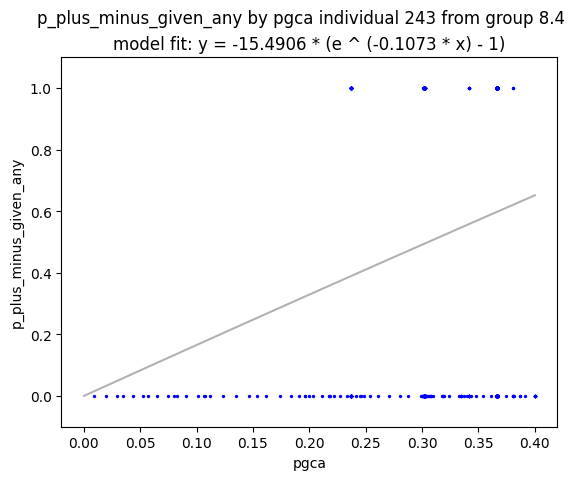 p_plus_minus_given_any by pgca individual 243 from group 8.4
model fit: y = -15.4906 * (e ^ (-0.1073 * x) - 1)
p_plus_minus_given_any
1.0
0.8
0.6
0.4
0.2
0.0
0.00 0.05 0.10 0.15 0.20 0.25 0.30 0.35 0.40
pgca